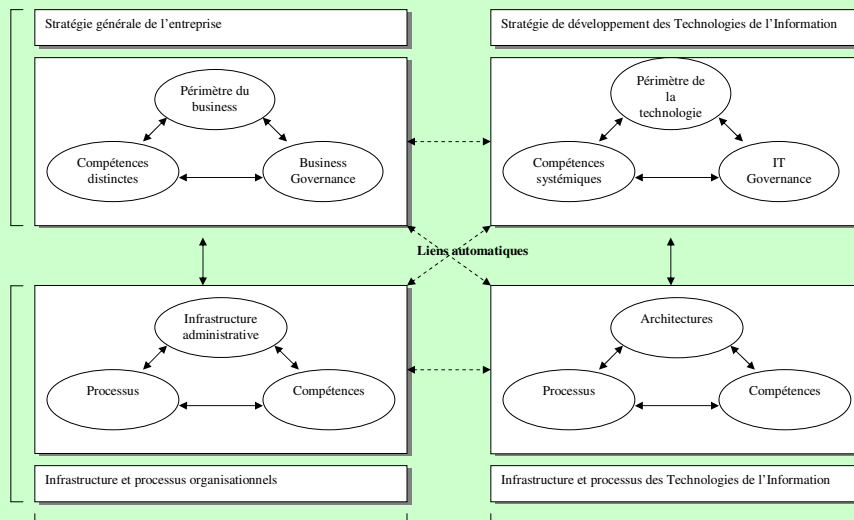 Stratégie générale de l'entreprise
Stratégie de développement des Technologies de l'Information
Périmètre du
business
Compétences
distinctes
Business
Governance
Périmètre de
la
technologie
Compétences
systémiques
IT
Governance
Liens automatiques
Infrastructure
administrative
Processus
Compétences
Architectures
Processus
Compétences
Infrastructure et processus organisationnels
Infrastructure et processus des Technologies de l'Information